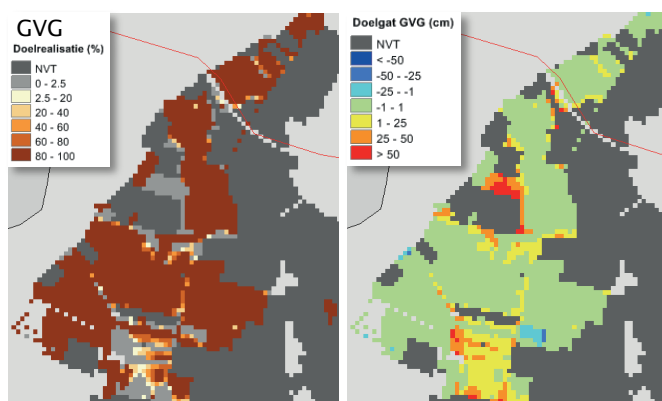 GVG
Doelrealisatie (%)
NVT
0 - 2.5
2.5 - 20
20 - 40
40 - 60
60 - 80
80 - 100
Doelgat GVG (cm)
NVT
< -50
-50 - -25
-25 - -1
-1 - 1
1 - 25
25 - 50
> 50